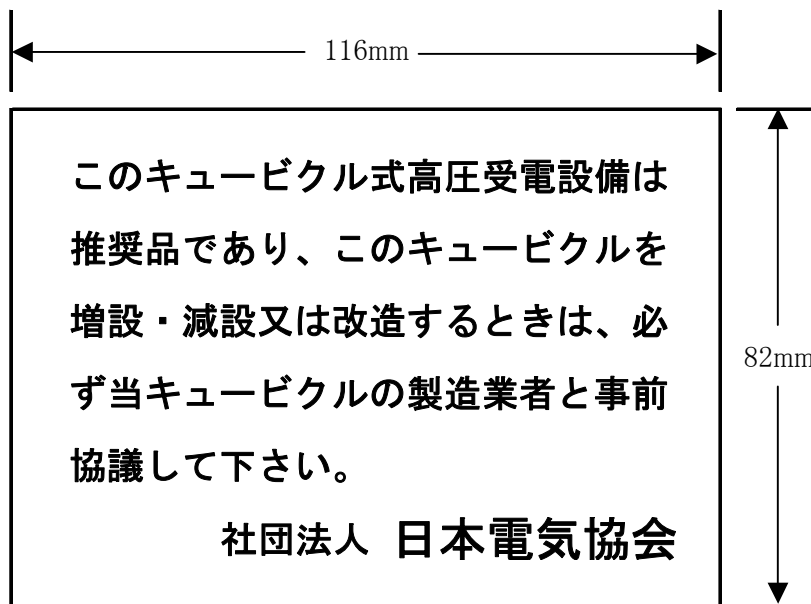 116mm
このキュービクル式高圧受電設備は
推奨品であり、このキュービクルを
増設・減設又は改造するときは、必
ず当キュービクルの製造業者と事前
協議して下さい。
社団法人 日本電気協会
82mm